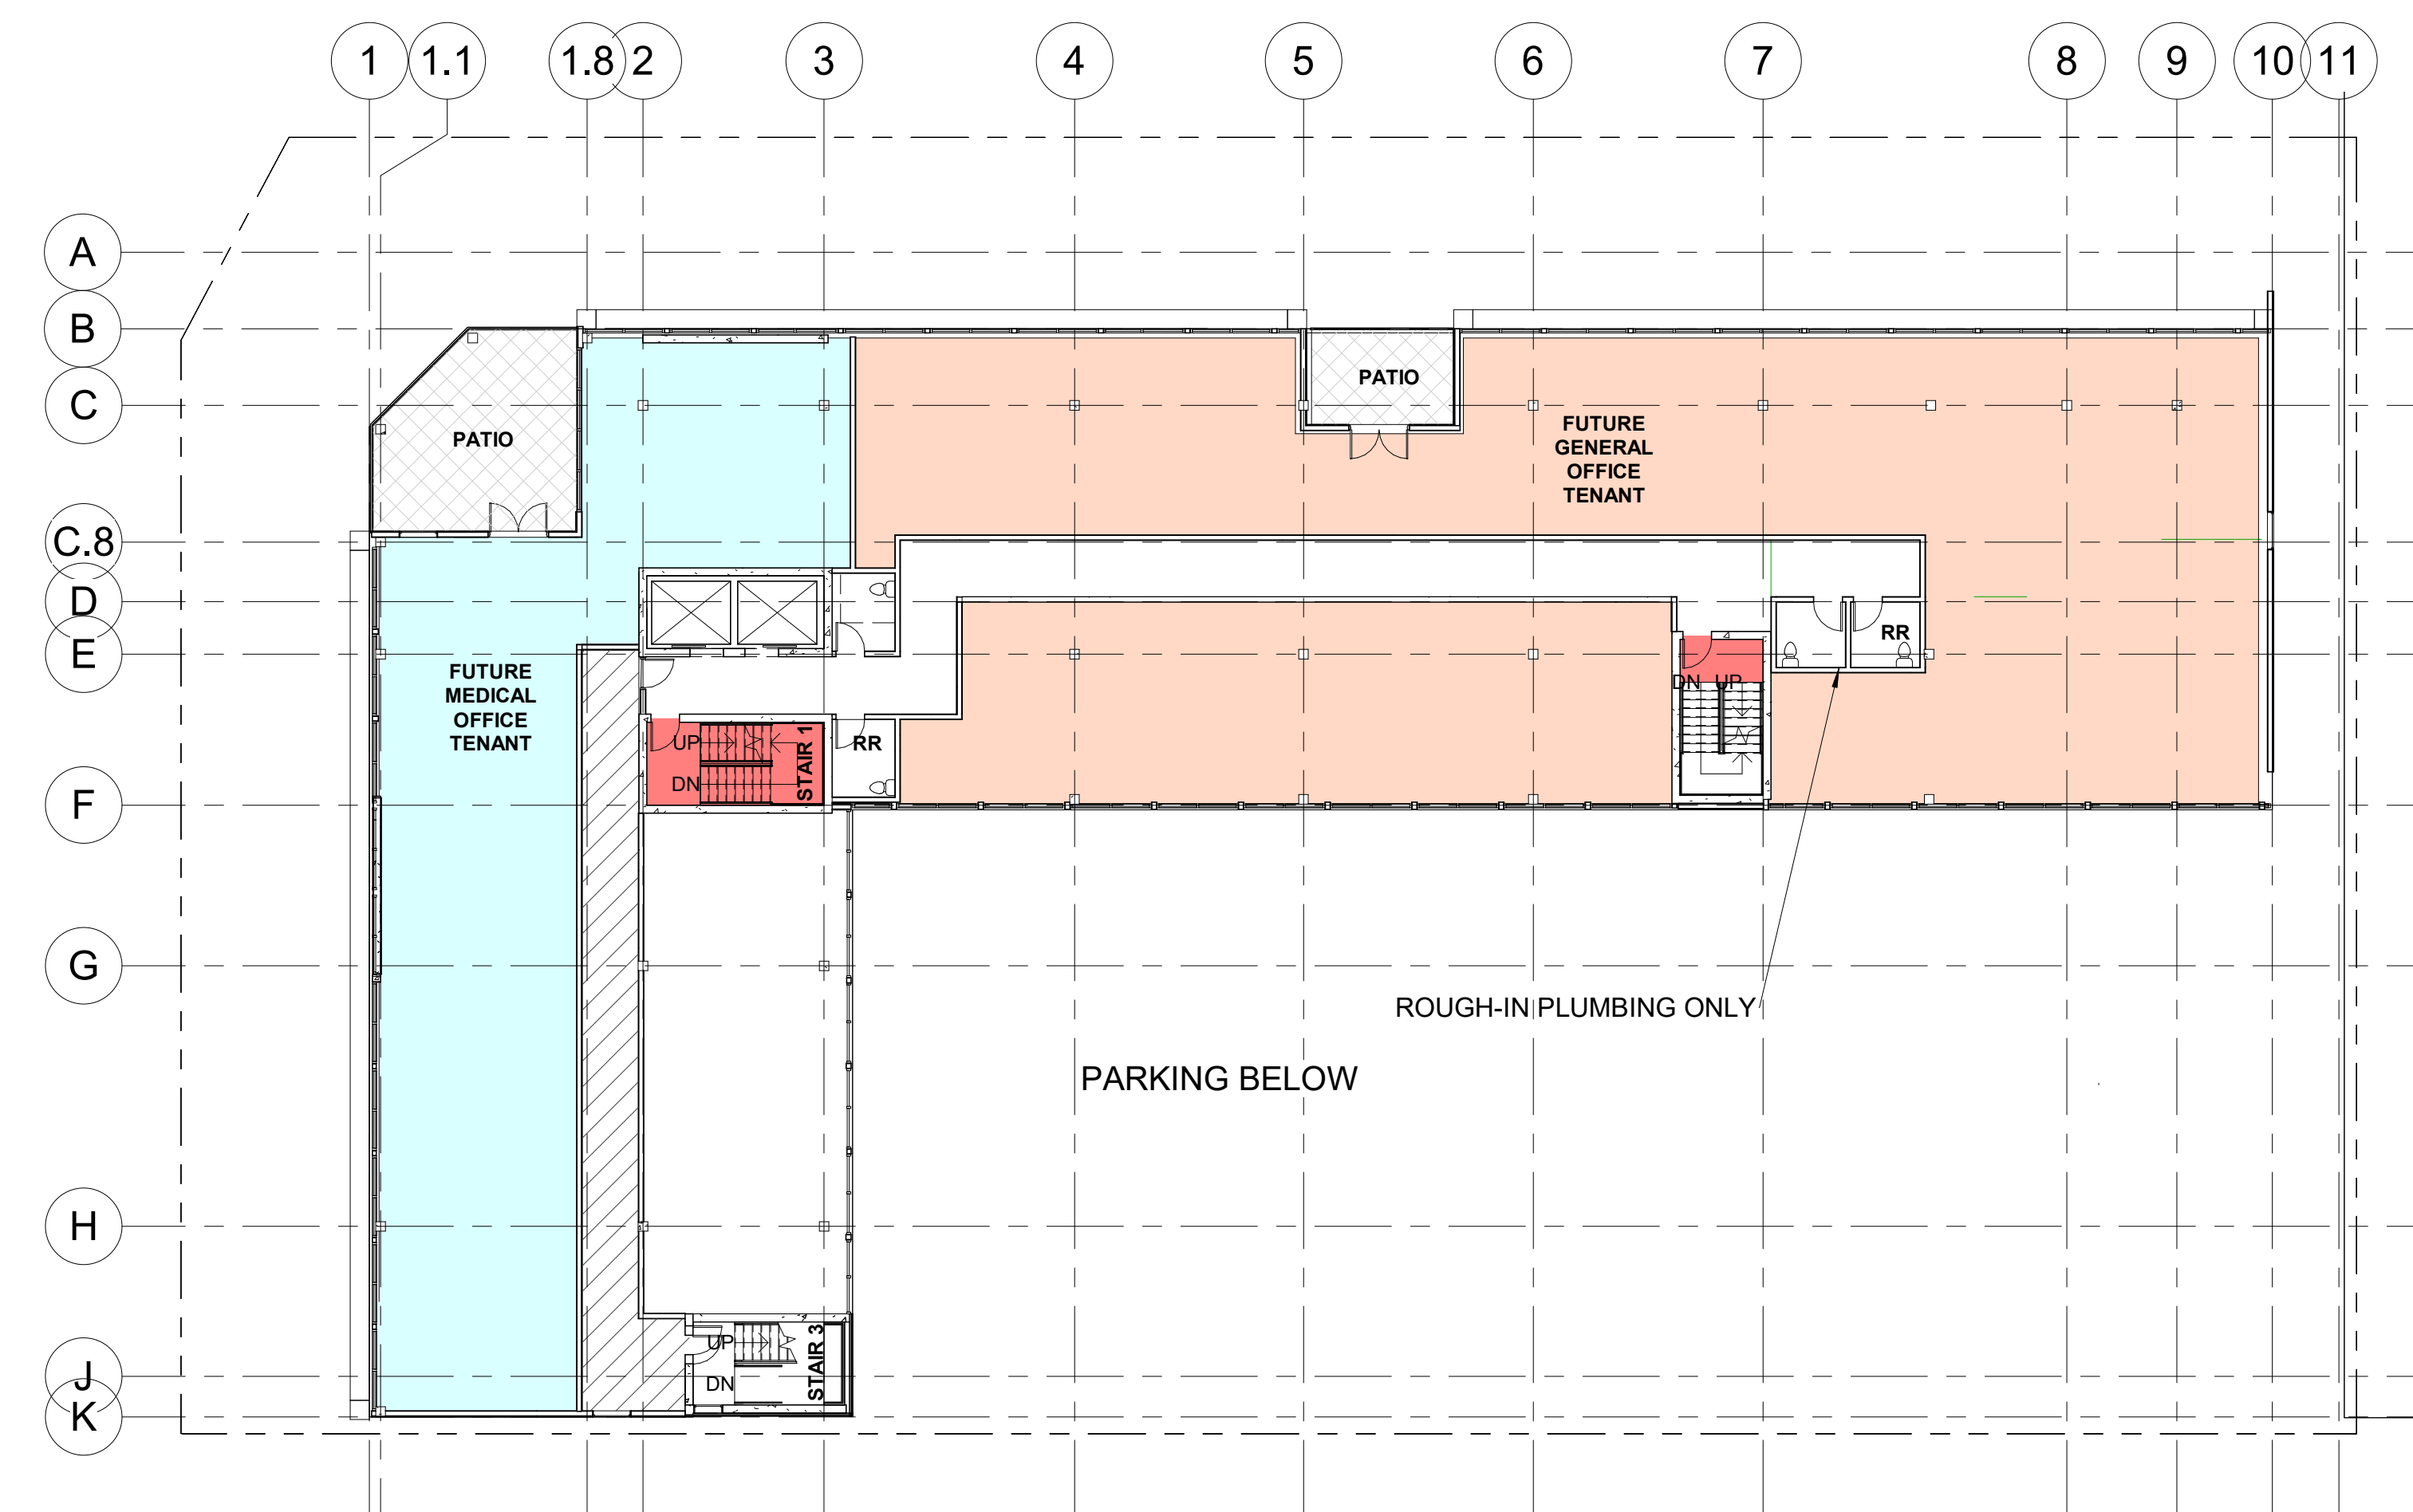 1
1.1
1.8
2
3
4
5
6
7
8
9
10
11
A
B
C
C.8
D
E
F
G
H
J
K
PATIO
PATIO
FUTURE
GENERAL
OFFICE
TENANT
FUTURE
MEDICAL
OFFICE
TENANT
RR
DN UP
UP
DN
STAIR 1
RR
ROUGH-IN PLUMBING ONLY
PARKING BELOW
UP
DN
STAIR 3